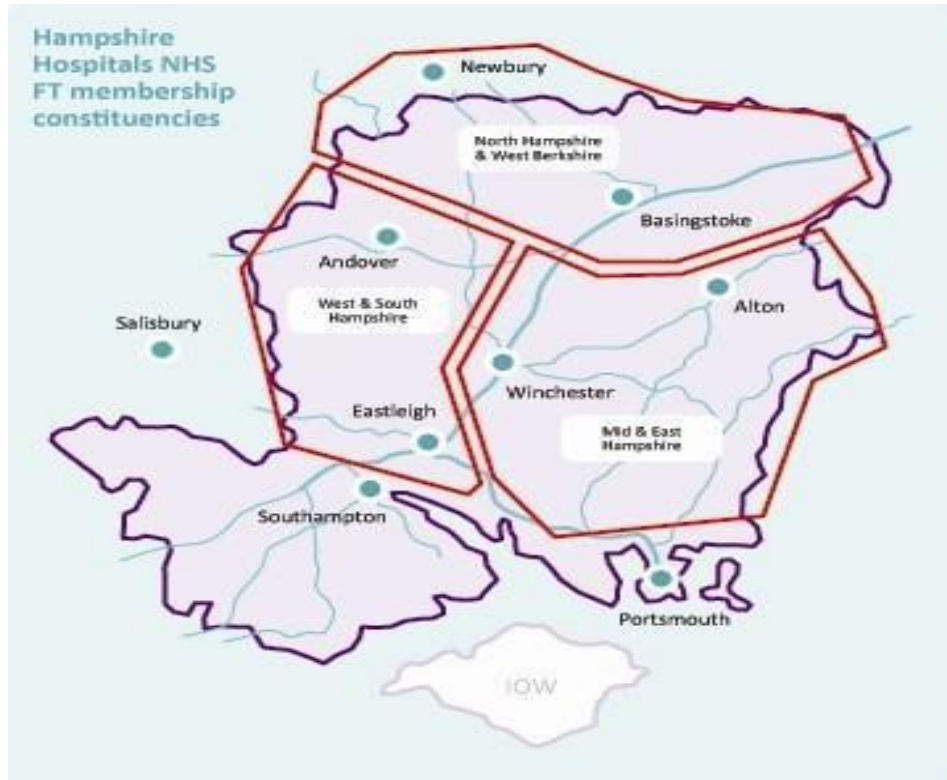 Hampshire
Hospitals NHS
FT membership
constituencies
Newbury
North Hampshire
& West Berkshire
Basingstoke
Andover
West & South
Hampshire
Alton
Salisbury
Winchester
Eastleigh
Mid & East
Hampshire
Southampton
Portsmouth
IOW